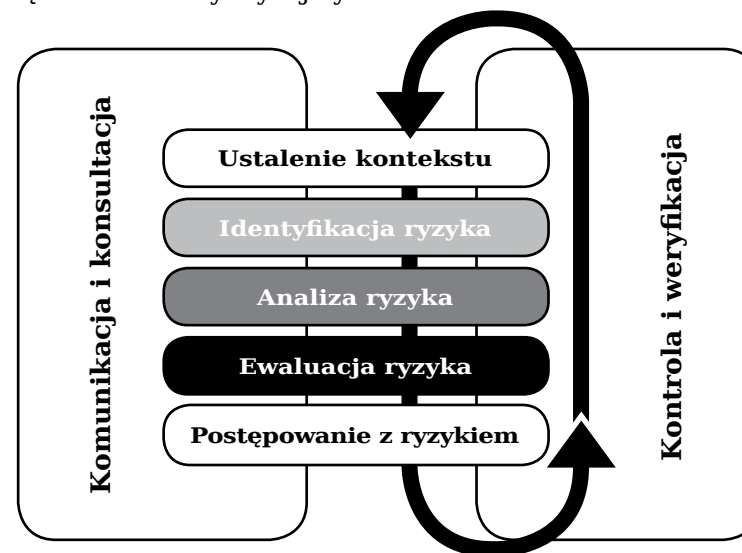 Komunikacja i konsultacja
Ustalenie kontekstu
Identyfikacja ryzyka
Analiza ryzyka
Ewaluacja ryzyka
Postępowanie z ryzykiem
Kontrola i weryfikacja